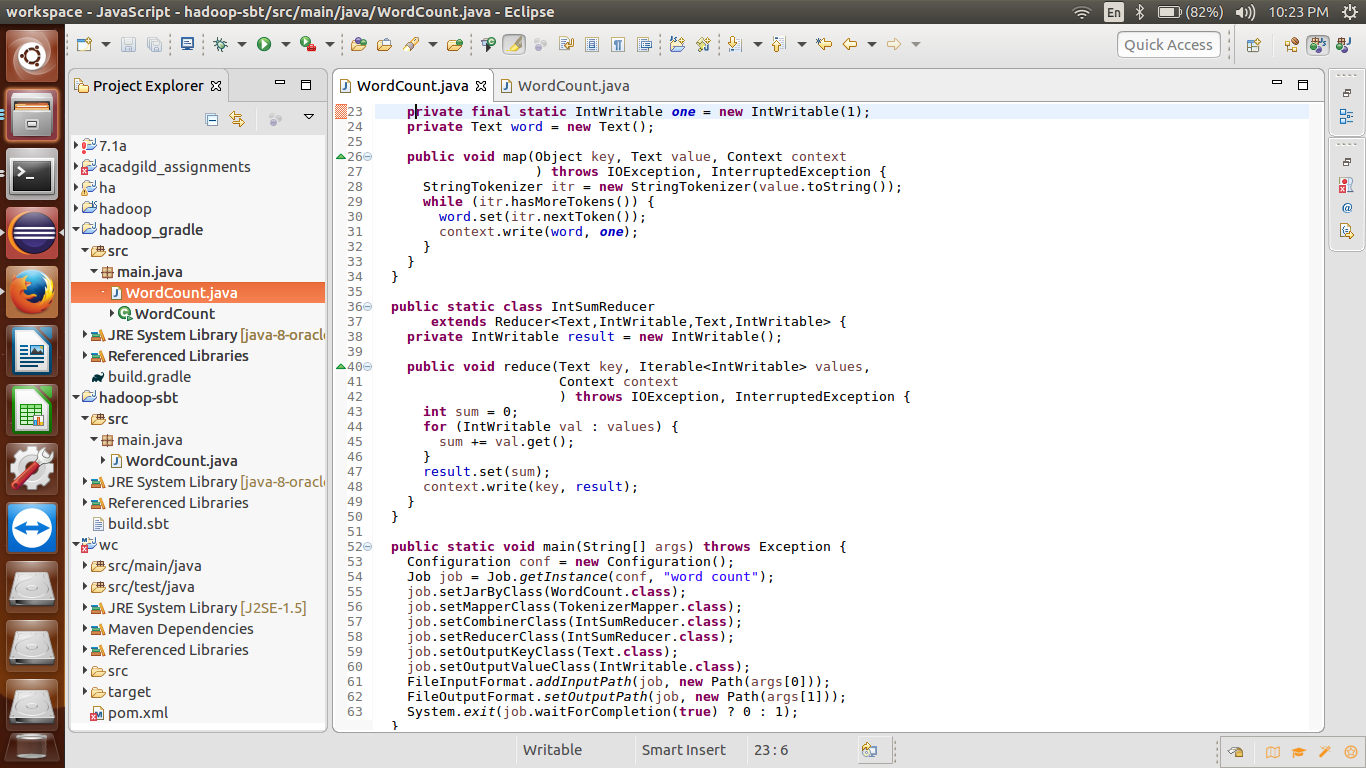 workspace - JavaScript - hadoop-sbt/src/main/java/WordCount.java - Eclipse
En
(82%)
10:23 PM
Quick Access
Project Explorer
7.1a
acadgild_assignments
ha
hadoop
hadoop_gradle
src
main.java
WordCount.java
WordCount
JRE System Library [java-8-oracl
Referenced Libraries
build.gradle
hadoop-sbt
src
main.java
WordCount.java
JRE System Library [java-8-oracl
Referenced Libraries
build.sbt
wc
src/main/java
src/test/java
JRE System Library [J2SE-1.5]
Maven Dependencies
Referenced Libraries
src
target
pom.xml
WordCount.java
WordCount.java
23 private final static IntWritable one = new IntWritable(1);
24 private Text word = new Text();
25
26 public void map(Object key, Text value, Context context
27 ) throws IOException, InterruptedException {
28 StringTokenizer itr = new StringTokenizer(value.toString());
29 while (itr.hasMoreTokens()) {
30 word.set(itr.nextToken());
31 context.write(word, one);
32 }
33 }
34 }
35
36 public static class IntSumReducer
37 extends Reducer<Text,IntWritable,Text,IntWritable> {
38 private IntWritable result = new IntWritable();
39
40 public void reduce(Text key, Iterable<IntWritable> values,
41 Context context
42 ) throws IOException, InterruptedException {
43 int sum = 0;
44 for (IntWritable val : values) {
45 sum += val.get();
46 }
47 result.set(sum);
48 context.write(key, result);
49 }
50 }
51
52 public static void main(String[] args) throws Exception {
53 Configuration conf = new Configuration();
54 Job job = Job.getInstance(conf, "word count");
55 job.setJarByClass(WordCount.class);
56 job.setMapperClass(TokenizerMapper.class);
57 job.setCombinerClass(IntSumReducer.class);
58 job.setReducerClass(IntSumReducer.class);
59 job.setOutputKeyClass(Text.class);
60 job.setOutputValueClass(IntWritable.class);
61 FileInputFormat.addInputPath(job, new Path(args[0]));
62 FileOutputFormat.setOutputPath(job, new Path(args[1]));
63 System.exit(job.waitForCompletion(true) ? 0 : 1);
}
Writable
Smart Insert
23 : 6